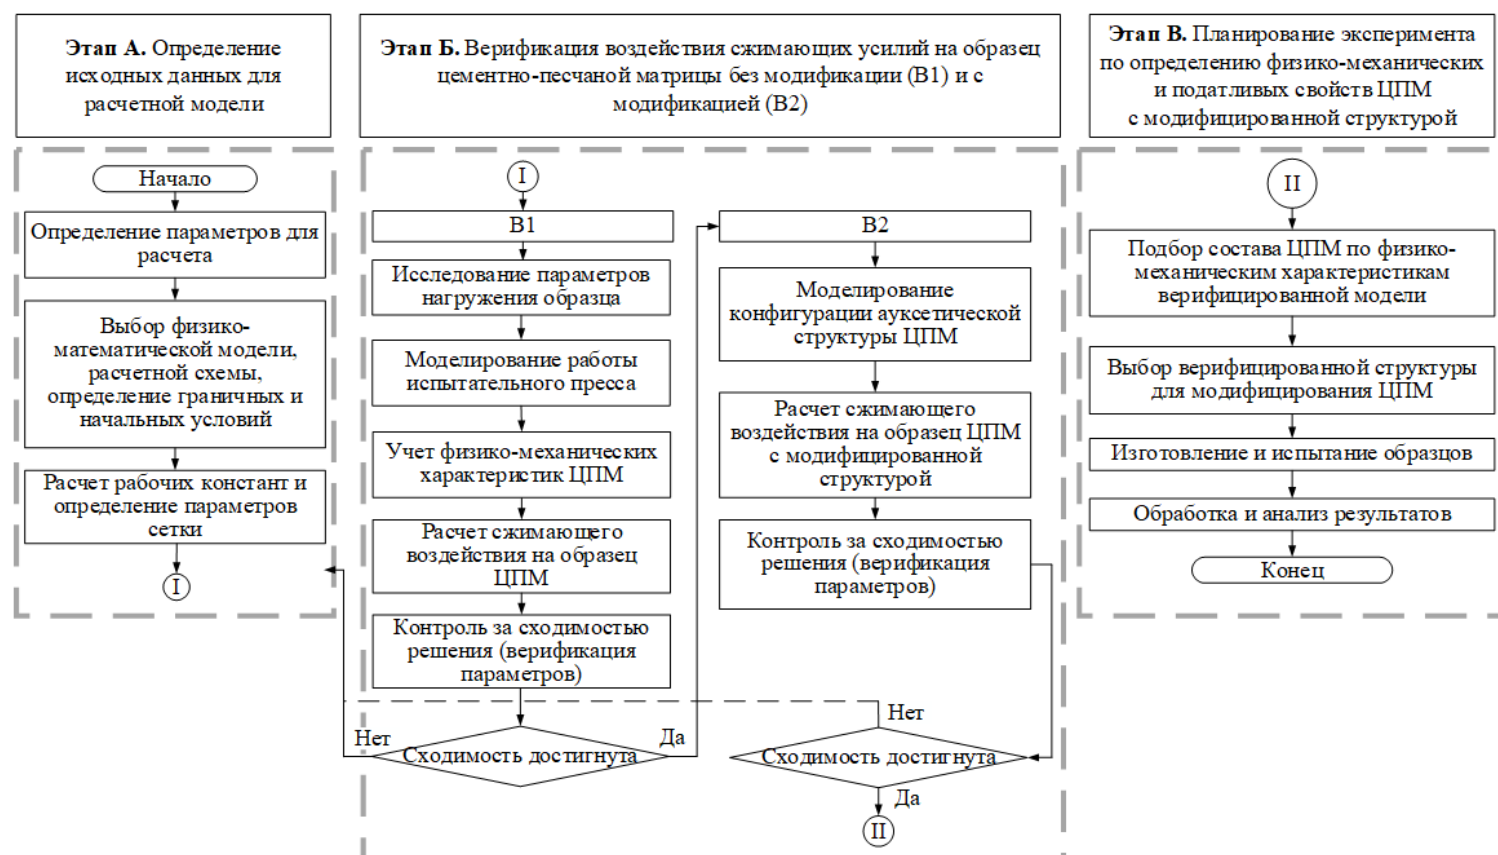 Этап А. Определение
исходных данных для
расчетной модели
Начало
Определение параметров для
расчета
Выбор физико-
математической модели,
расчетной схемы,
определение граничных и
начальных условий
Расчет рабочих констант и
определение параметров
сетки
I
Этап Б. Верификация воздействия сжимающих усилий на образец
цементно-песчаной матрицы без модификации (В1) и с
модификацией (В2)
I
В1
Исследование параметров
нагружения образца
Моделирование работы
испытательного пресса
Учет физико-механических
характеристик ЦПМ
Расчет сжимающего
воздействия на образец
ЦПМ
Контроль за сходимостью
решения (верификация
параметров)
Нет
Сходимость достигнута
Да
В2
Моделирование
конфигурации ауксетической
структуры ЦПМ
Расчет сжимающего
воздействия на образец ЦПМ
с модифицированной
структурой
Контроль за сходимостью
решения (верификация
параметров)
Нет
Сходимость достигнута
Да
II
Этап В. Планирование эксперимента
по определению физико-механических
и податливых свойств ЦПМ
с модифицированной структурой
II
Подбор состава ЦПМ по физико-
механическим характеристикам
верифицированной модели
Выбор верифицированной структуры
для модифицирования ЦПМ
Изготовление и испытание образцов
Обработка и анализ результатов
Конец